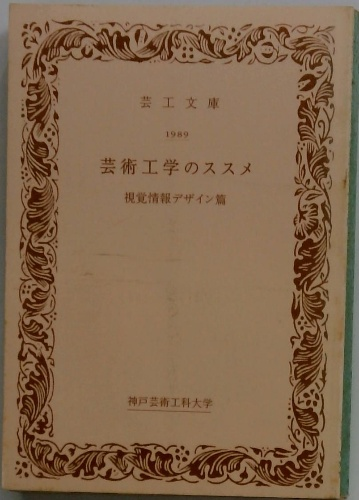 芸工文庫
1989
芸術工学のススメ
視覚情報デザイン篇
神戸芸術工科大学